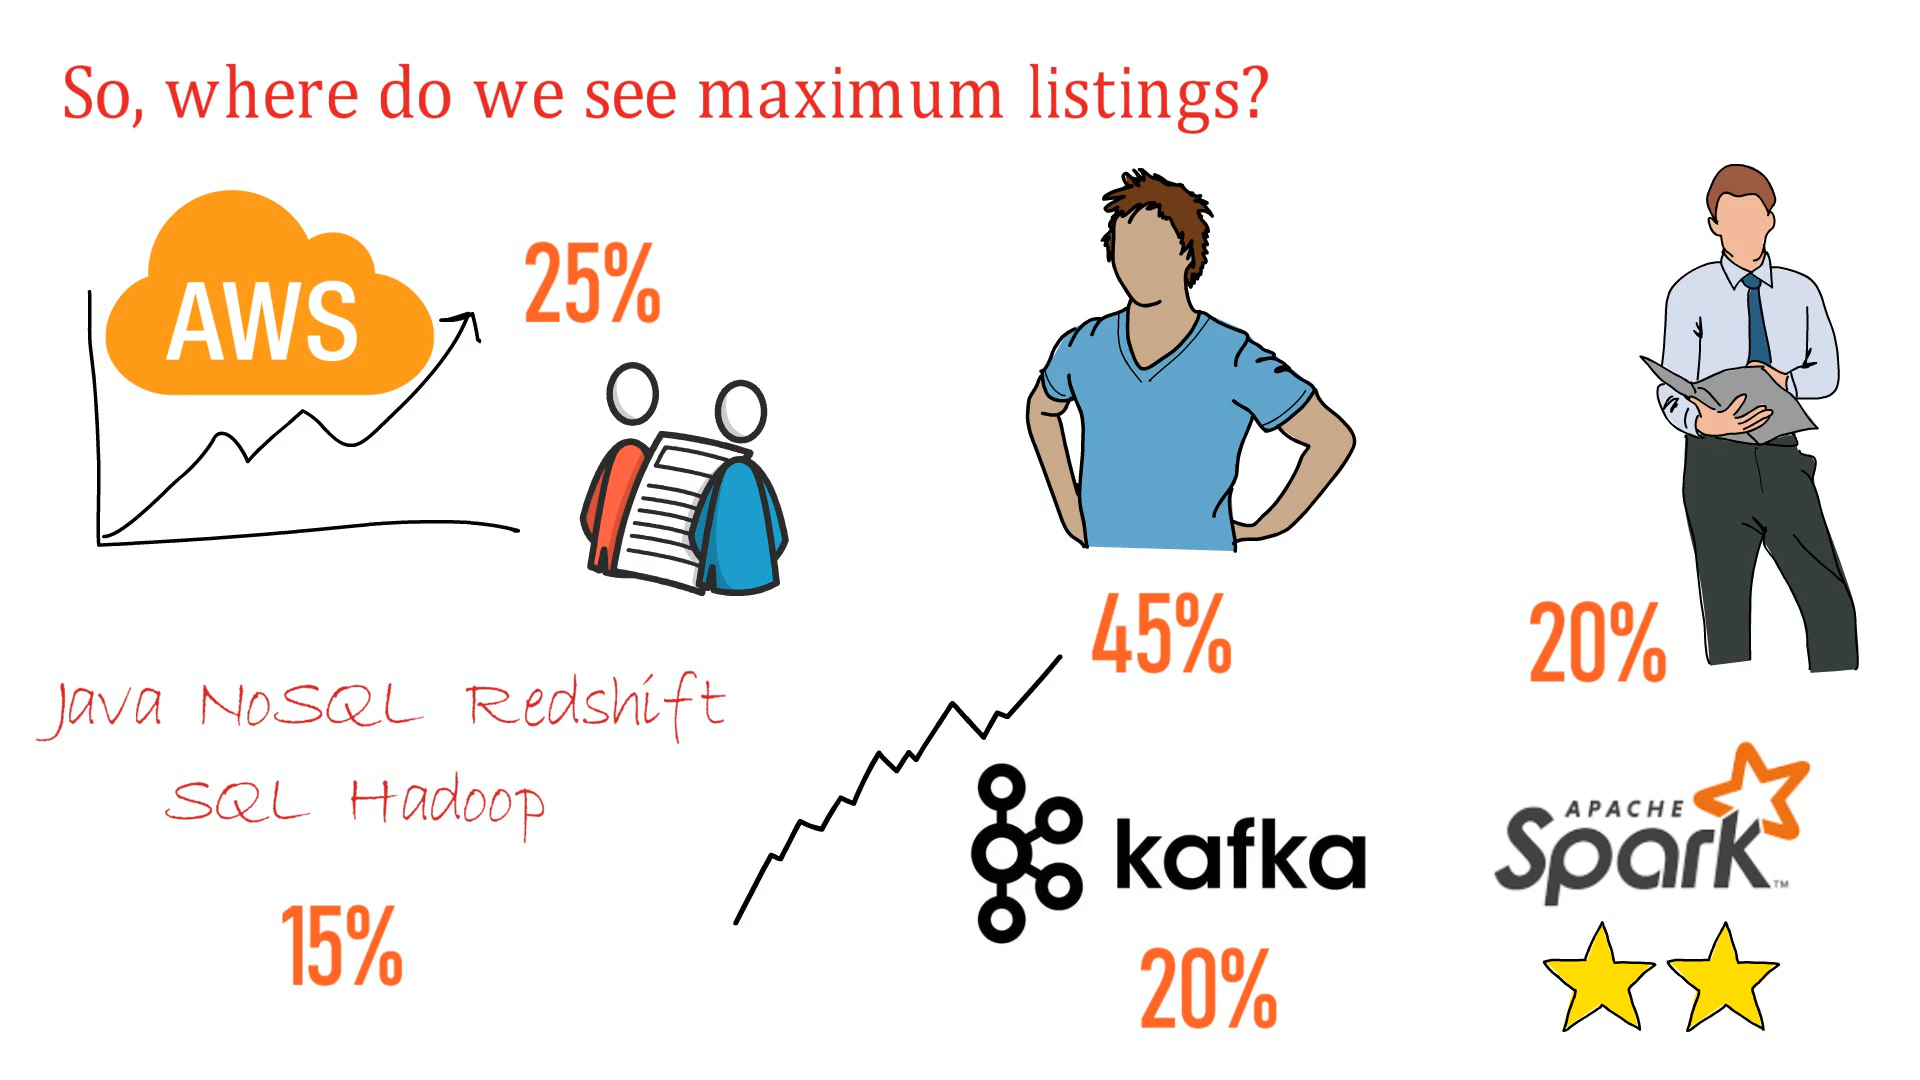 So, where do we see maximum listings?
AWS
25%
45%
20%
Java NoSQL Redshift
SQL Hadoop
15%
kafka
20%
APACHE
Spark™